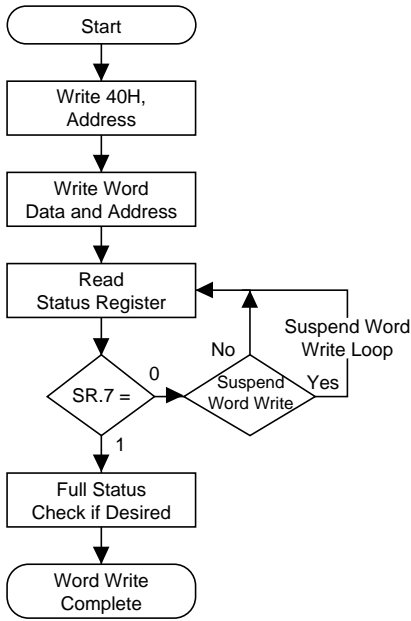 Start
Write 40H,
Address
Write Word
Data and Address
Read
Status Register
Suspend Word
Write Loop
No
0
SR.7 =
Suspend
Word Write
Yes
1
Full Status
Check if Desired
Word Write
Complete